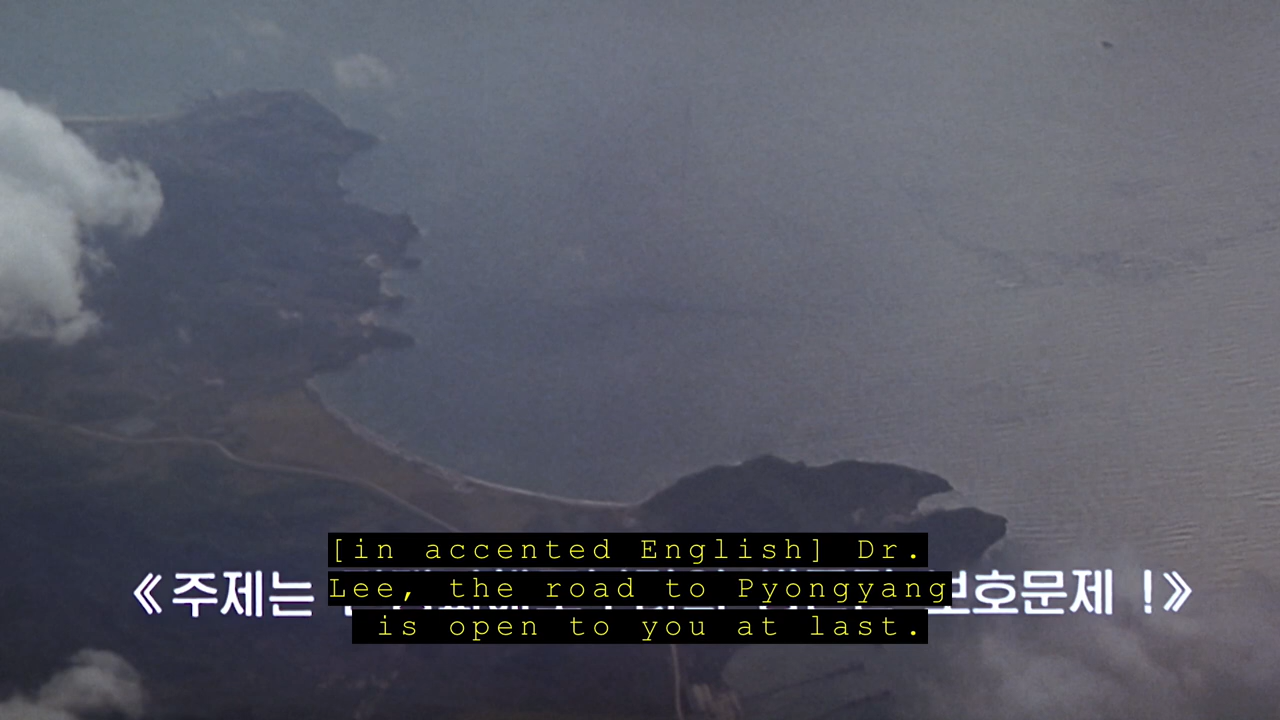 [in accented English] Dr.
Lee, the road to Pyongyang
is open to you at last.
《주제는 보호문제 !》